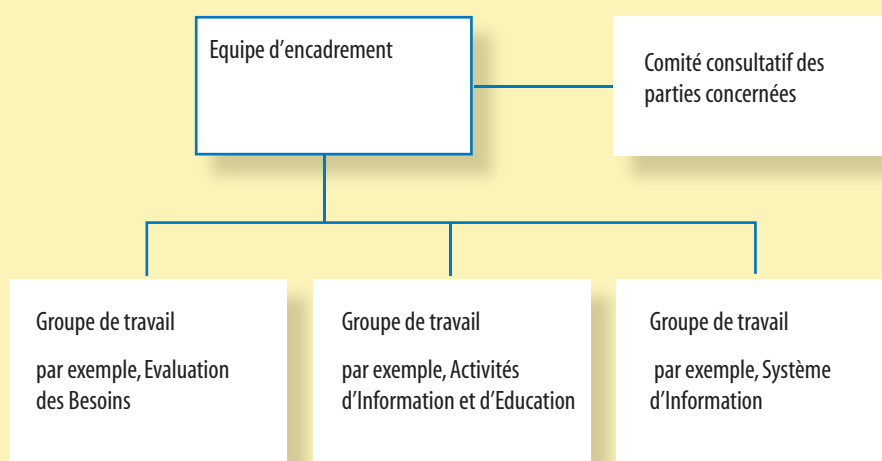 Equipe d'encadrement
Comité consultatif des
parties concernées
Groupe de travail
par exemple, Evaluation
des Besoins
Groupe de travail
par exemple, Activités
d'Information et d'Education
Groupe de travail
par exemple, Système
d'Information